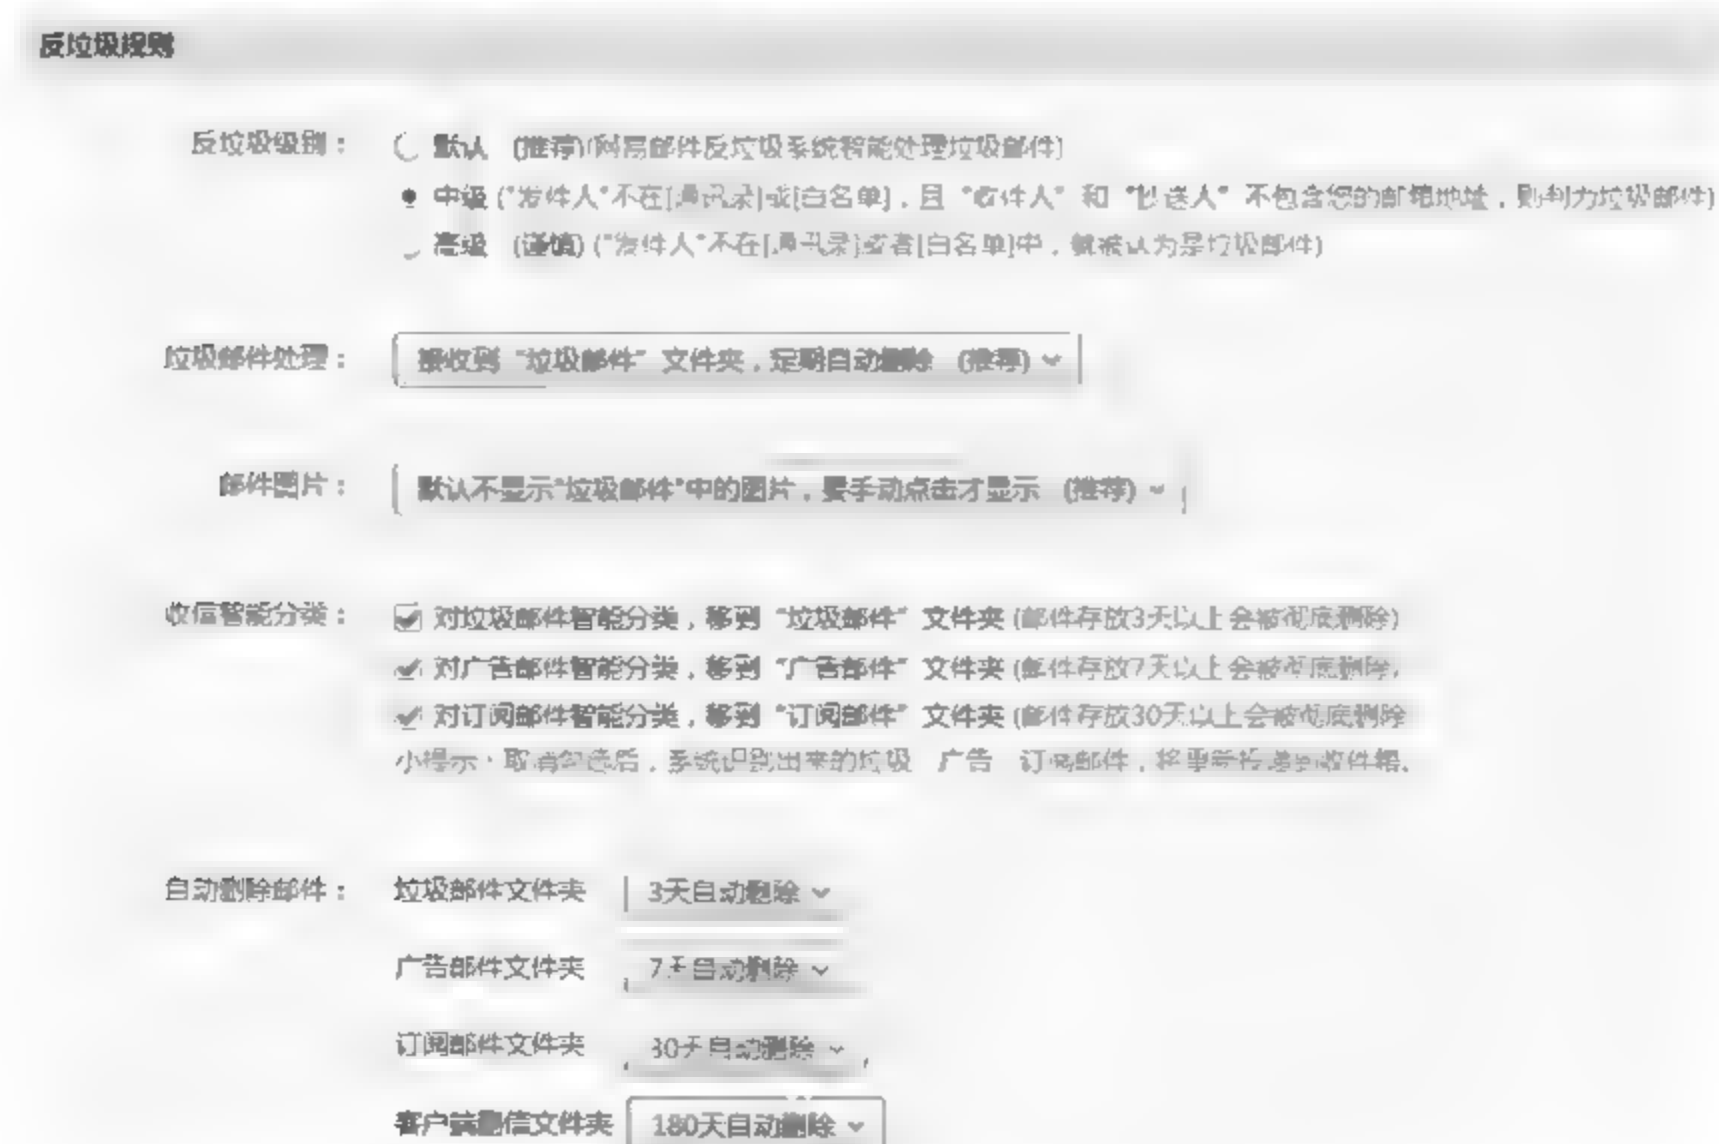 反垃圾规则
反垃圾级别： 默认 (推荐)(网易邮件反垃圾系统智能处理垃圾邮件)
中级 ("发件人"不在[通讯录]或[白名单]，且 "收件人" 和 "抄送人" 不包含您的邮箱地址，则判为垃圾邮件)
高级 (谨慎) ("发件人"不在[通讯录]或者[白名单]中，就被认为是垃圾邮件)
垃圾邮件处理： 接收到 "垃圾邮件" 文件夹，定期自动删除 (推荐)
邮件图片： 默认不显示"垃圾邮件"中的图片，要手动点击才显示 (推荐)
收信智能分类： 对垃圾邮件智能分类，移到 "垃圾邮件" 文件夹 (邮件存放3天以上会被彻底删除)
对广告邮件智能分类，移到 "广告邮件" 文件夹 (邮件存放7天以上会被彻底删除)
对订阅邮件智能分类，移到 "订阅邮件" 文件夹 (邮件存放30天以上会被彻底删除
小提示：取消勾选后，系统识别出来的垃圾 广告 订阅邮件，将重新投递到收件箱。
自动删除邮件： 垃圾邮件文件夹 3天自动删除
广告邮件文件夹 7天自动删除
订阅邮件文件夹 30天自动删除
客户端删信文件夹 180天自动删除